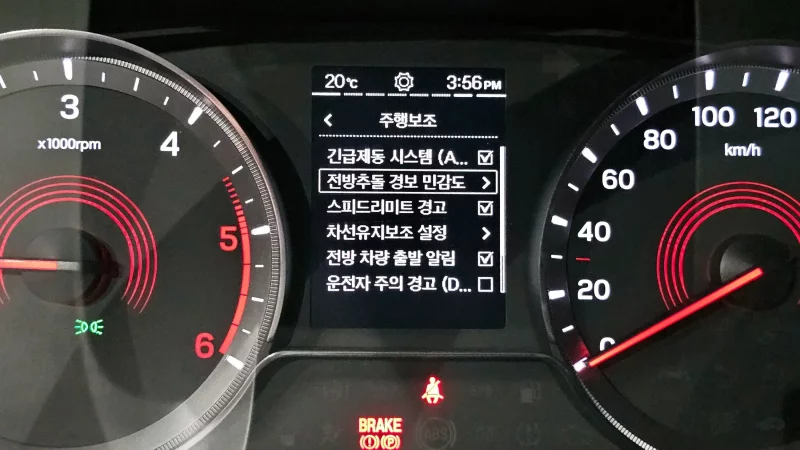 20℃ 3:56PM
주행보조
긴급제동 시스템 (A...
전방추돌 경보 민감도
스피드리미트 경고
차선유지보조 설정
전방 차량 출발 알림
운전자 주의 경고 (D...
3
4
5
6
x1000rpm
0
20
40
60
80
100
120
km/h
BRAKE
(!) (P)
ABS